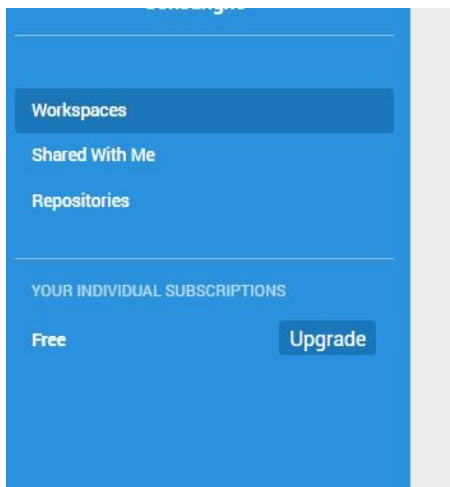 Workspaces
Shared With Me
Repositories
YOUR INDIVIDUAL SUBSCRIPTIONS
Free Upgrade